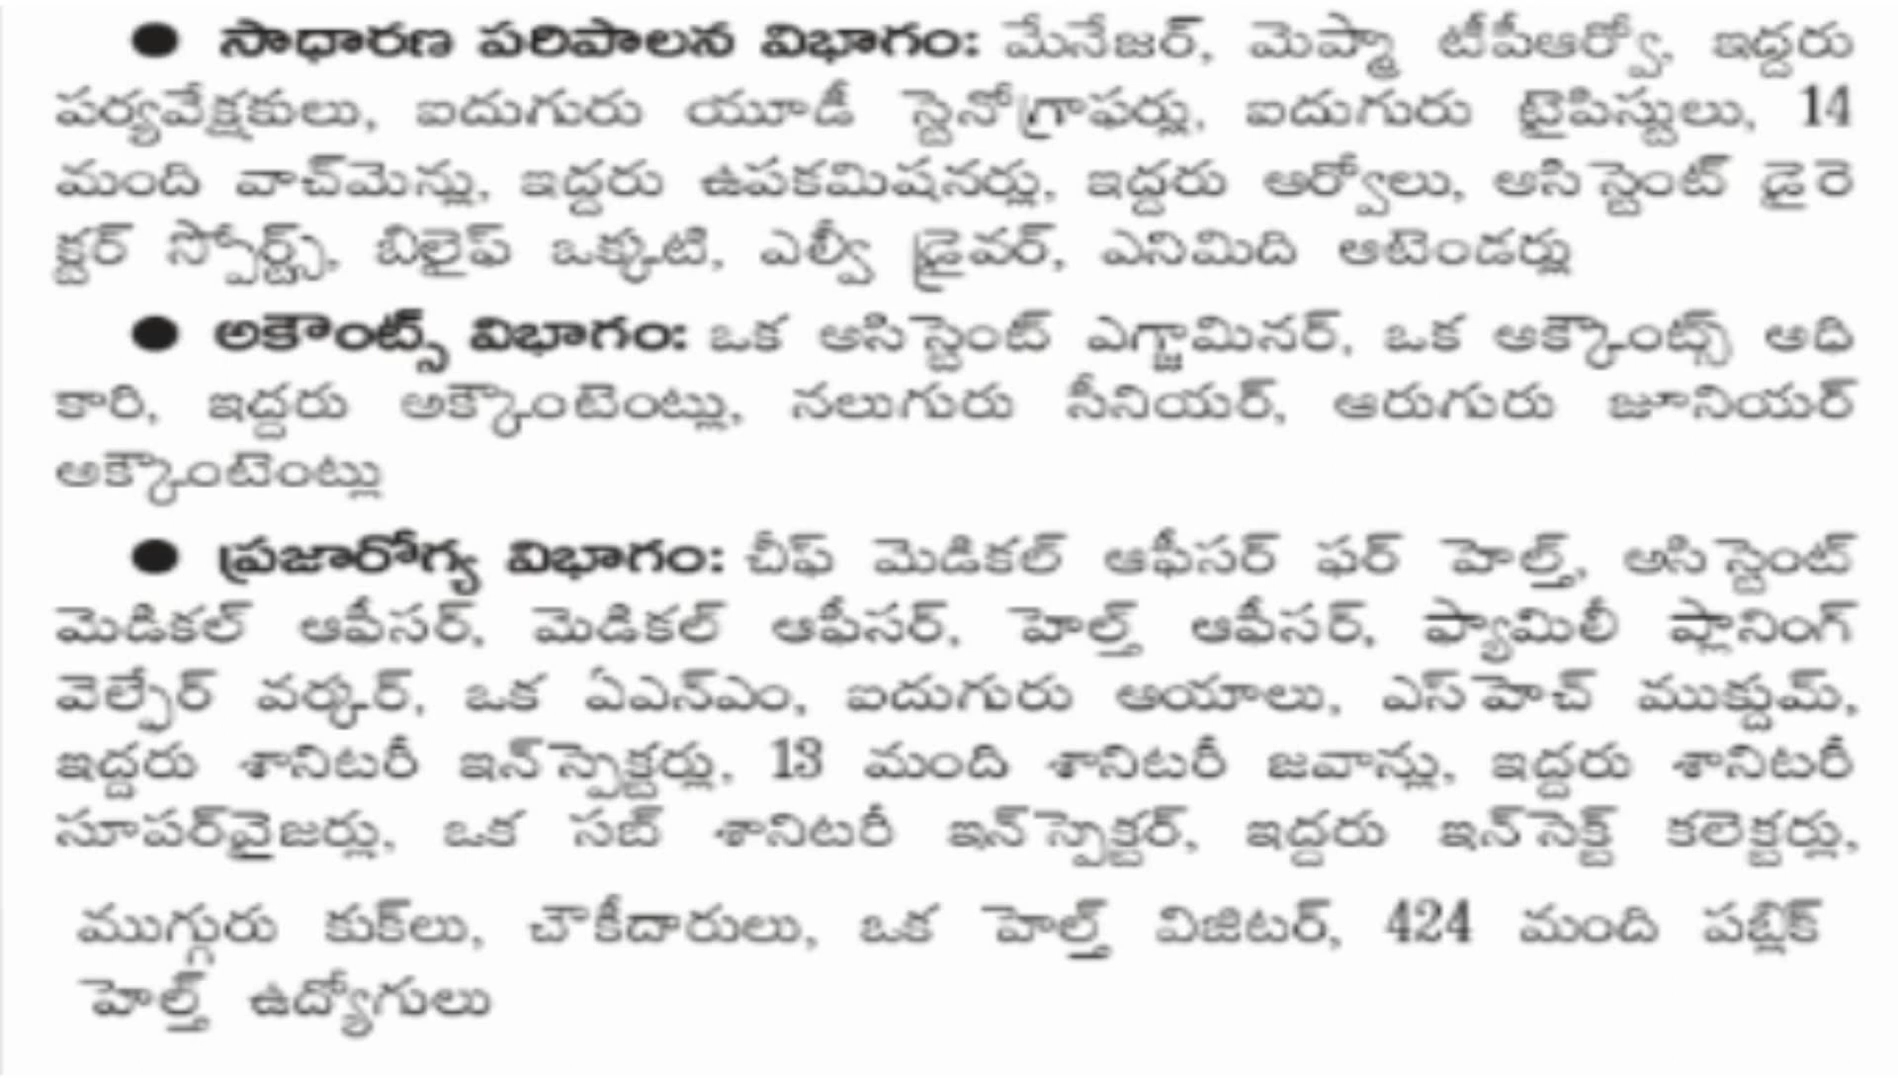 ● సాధారణ పరిపాలన విభాగం: మేనేజర్, మెప్మా టీపీఆర్వో, ఇద్దరు
పర్యవేక్షకులు, ఐదుగురు యూడీ స్టెనోగ్రాఫర్లు, ఐదుగురు టైపిస్టులు, 14
మంది వాచ్‌మెన్లు, ఇద్దరు ఉపకమిషనర్లు, ఇద్దరు ఆర్వోలు, అసిస్టెంట్ డైరె
క్టర్ స్పోర్ట్స్, బిలైఫ్ ఒక్కటి, ఎల్వీ డ్రైవర్, ఎనిమిది ఆటెండర్లు
● అకౌంట్స్ విభాగం: ఒక అసిస్టెంట్ ఎగ్జామినర్, ఒక అక్కౌంట్స్ అధి
కారి, ఇద్దరు అక్కౌంటెంట్లు, నలుగురు సీనియర్, ఆరుగురు జూనియర్
అక్కౌంటెంట్లు
● ప్రజారోగ్య విభాగం: చీఫ్ మెడికల్ ఆఫీసర్ ఫర్ హెల్త్, అసిస్టెంట్
మెడికల్ ఆఫీసర్, మెడికల్ ఆఫీసర్, హెల్త్ ఆఫీసర్, ఫ్యామిలీ ప్లానింగ్
వెల్ఫేర్ వర్కర్, ఒక ఏఎన్ఎం, ఐదుగురు ఆయాలు, ఎస్‌హెచ్ ముక్దుమ్,
ఇద్దరు శానిటరీ ఇన్‌స్పెక్టర్లు, 13 మంది శానిటరీ జవాన్లు, ఇద్దరు శానిటరీ
సూపర్‌వైజర్లు, ఒక సబ్ శానిటరీ ఇన్‌స్పెక్టర్, ఇద్దరు ఇన్‌సెక్ట్ కలెక్టర్లు,
ముగ్గురు కుక్‌లు, చౌకీదారులు, ఒక హెల్త్ విజిటర్, 424 మంది పబ్లిక్
హెల్త్ ఉద్యోగులు